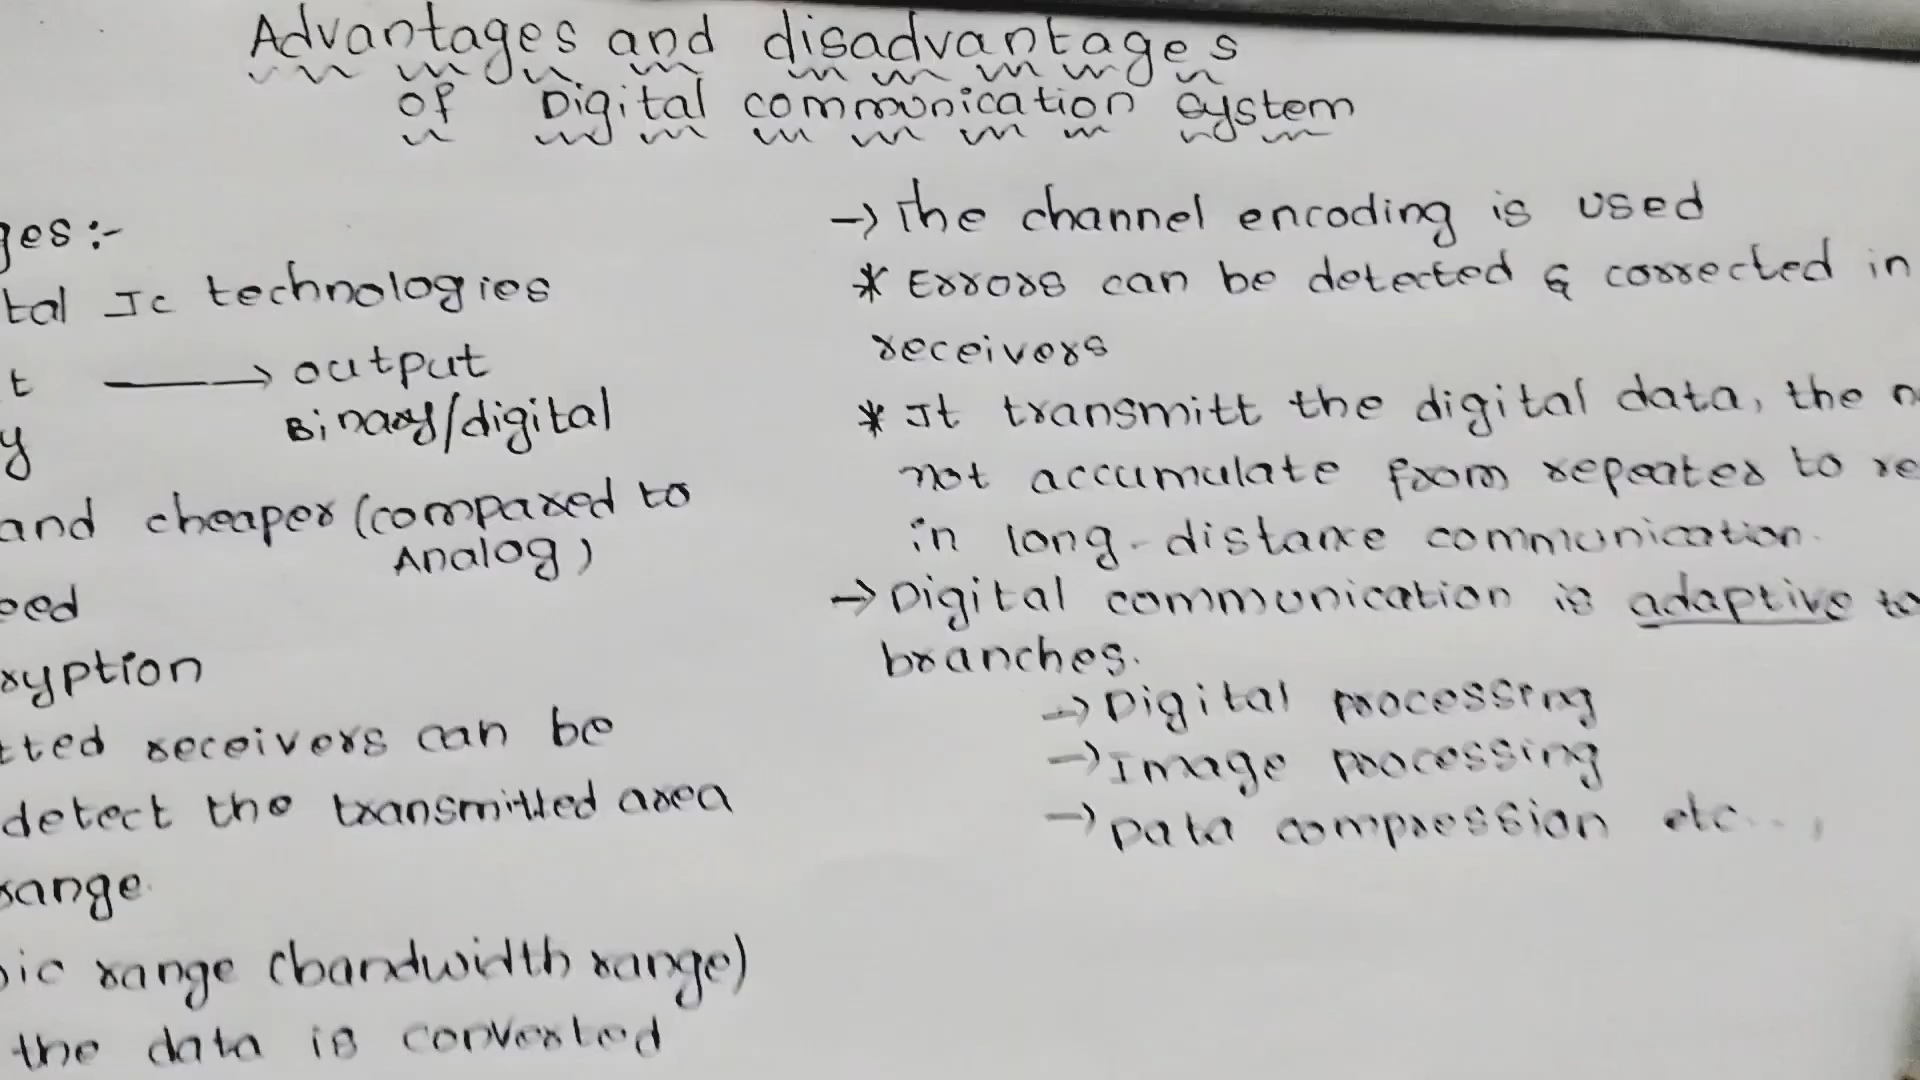 Advantages and disadvantages
of Digital communication system
ges:-
tal Ic technologies
t → output
Binary/digital
y
and cheaper (compared to
Analog)
eed
ryption
tted receivers can be
detect the transmitted area
range.
ic range (bandwidth range)
the data is converted
→ The channel encoding is used
* Errors can be detected & corrected in
receivers
* It transmitt the digital data, the n
not accumulate from repeater to re
in long-distance communication.
→ Digital communication is adaptive to
branches.
→ Digital processing
→ Image processing
→ Data compression etc...,